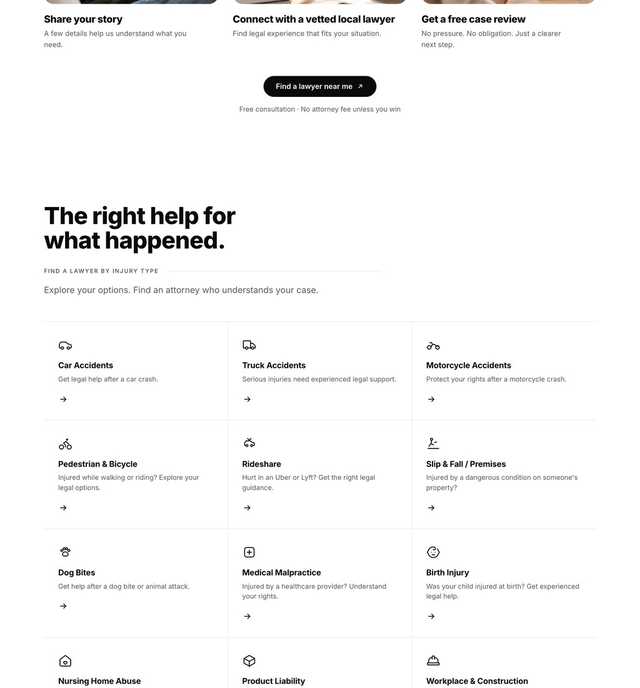 Share your story
A few details help us understand what you
need.
Connect with a vetted local lawyer
Find legal experience that fits your situation.
Get a free case review
No pressure. No obligation. Just a clearer
next step.
Find a lawyer near me ↗
Free consultation · No attorney fee unless you win
The right help for
what happened.
FIND A LAWYER BY INJURY TYPE
Explore your options. Find an attorney who understands your case.
Car Accidents
Get legal help after a car crash.
→
Truck Accidents
Serious injuries need experienced legal support.
→
Motorcycle Accidents
Protect your rights after a motorcycle crash.
→
Pedestrian & Bicycle
Injured while walking or riding? Explore your
legal options.
→
Rideshare
Hurt in an Uber or Lyft? Get the right legal
guidance.
→
Slip & Fall / Premises
Injured by a dangerous condition on someone's
property?
→
Dog Bites
Get help after a dog bite or animal attack.
→
Medical Malpractice
Injured by a healthcare provider? Understand
your rights.
→
Birth Injury
Was your child injured at birth? Get experienced
legal help.
→
Nursing Home Abuse
Product Liability
Workplace & Construction